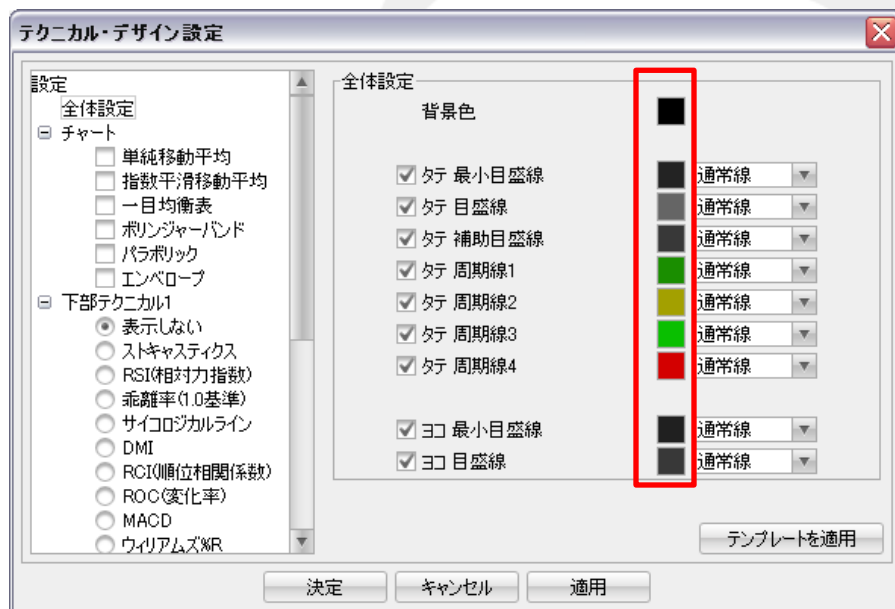 テクニカル・デザイン設定
設定
全体設定
チャート
単純移動平均
指数平滑移動平均
一目均衡表
ボリンジャーバンド
パラボリック
エンベロープ
下部テクニカル1
表示しない
ストキャスティクス
RSI(相対力指数)
乖離率(1.0基準)
サイコロジカルライン
DMI
RCI(順位相関係数)
ROC(変化率)
MACD
ウィリアムズ%R
全体設定
背景色
タテ 最小目盛線 通常線
タテ 目盛線 通常線
タテ 補助目盛線 通常線
タテ 周期線1 通常線
タテ 周期線2 通常線
タテ 周期線3 通常線
タテ 周期線4 通常線
ヨコ 最小目盛線 通常線
ヨコ 目盛線 通常線
テンプレートを適用
決定 キャンセル 適用